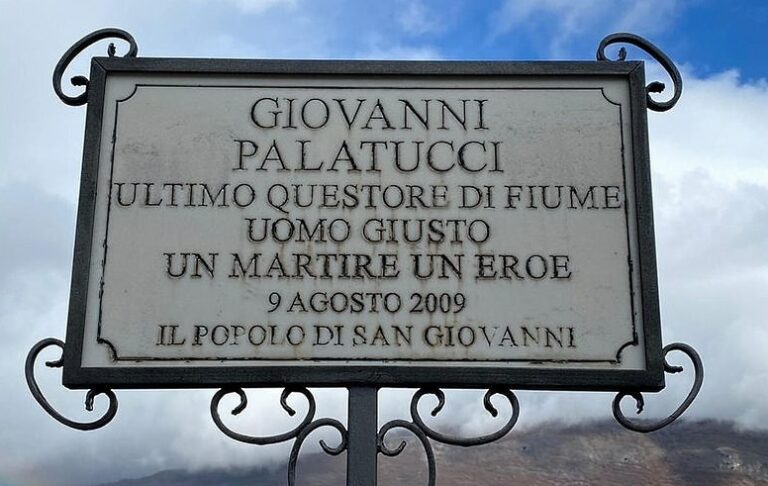 GIOVANNI
PALATUCCI
ULTIMO QUESTORE DI FIUME
UOMO GIUSTO
UN MARTIRE UN EROE
9 AGOSTO 2009
IL POPOLO DI SAN GIOVANNI